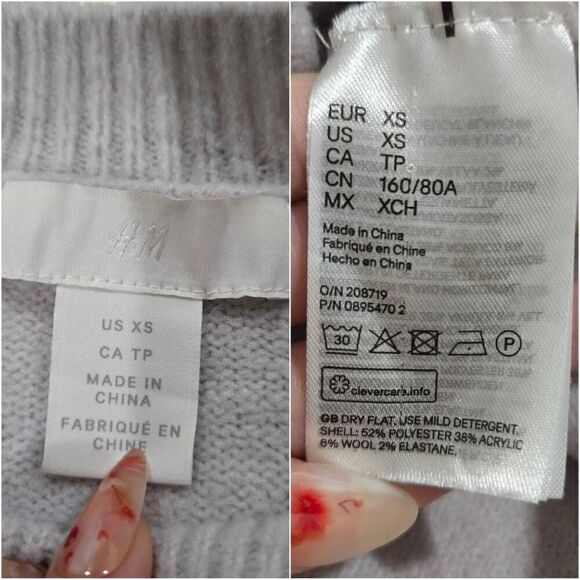 H&M
US XS
CA TP
MADE IN
CHINA
FABRIQUÉ EN
CHINE
EUR XS
US XS
CA TP
CN 160/80A
MX XCH
Made in China
Fabriqué en Chine
Hecho en China
O/N 208719
P/N 0895470 2
30
P
clevercare.info
GB DRY FLAT. USE MILD DETERGENT.
SHELL: 52% POLYESTER 38% ACRYLIC
8% WOOL 2% ELASTANE.